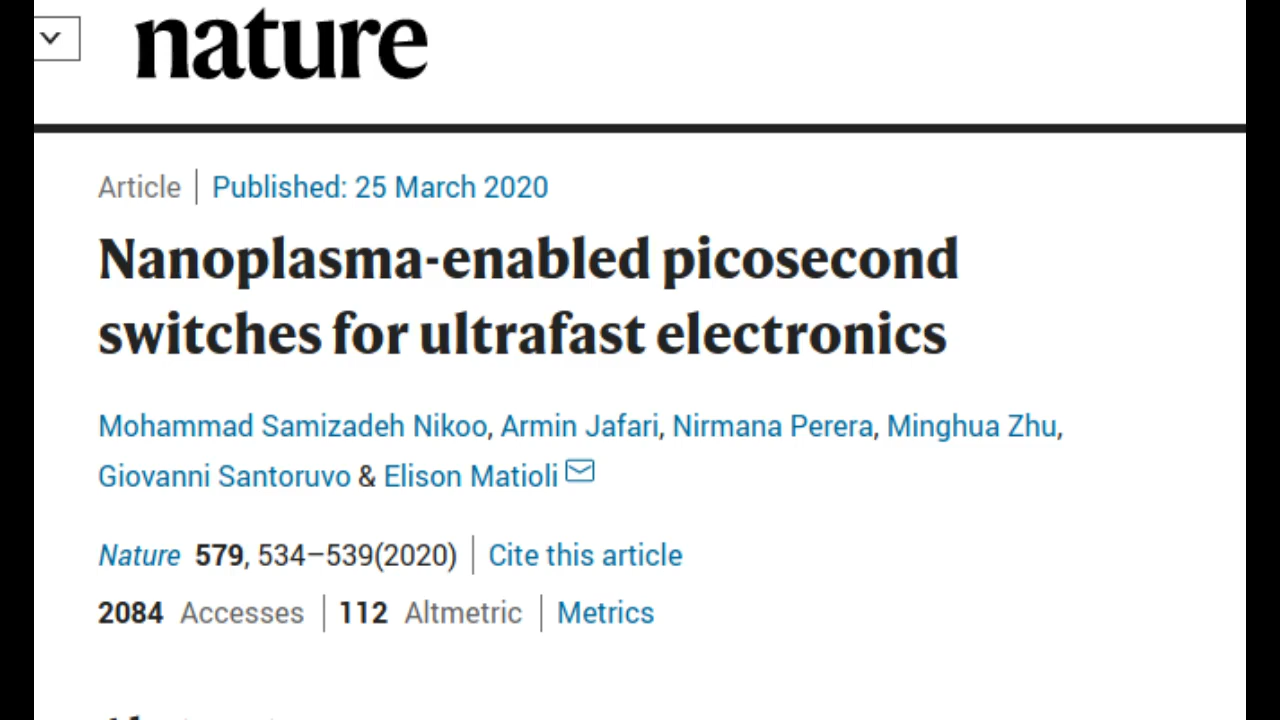 nature
Article | Published: 25 March 2020
Nanoplasma-enabled picosecond
switches for ultrafast electronics
Mohammad Samizadeh Nikoo, Armin Jafari, Nirmana Perera, Minghua Zhu,
Giovanni Santoruvo & Elison Matioli
Nature 579, 534–539(2020) | Cite this article
2084 Accesses | 112 Altmetric | Metrics